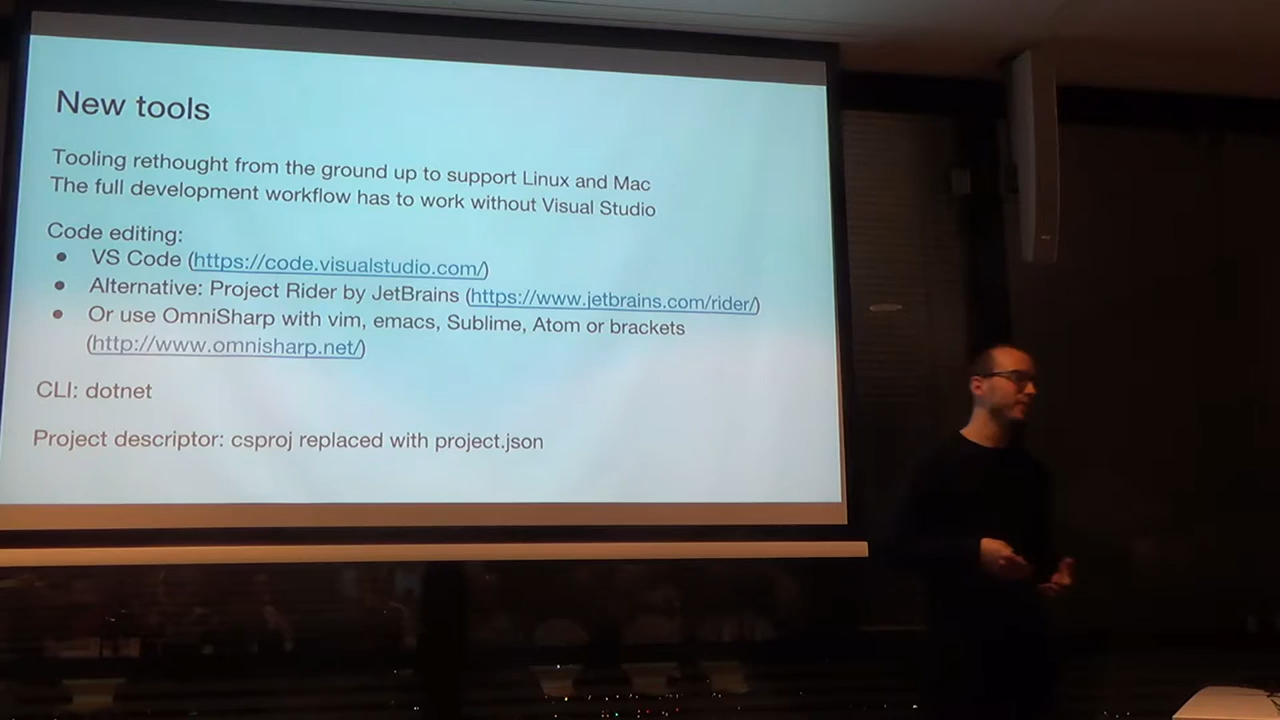 New tools
Tooling rethought from the ground up to support Linux and Mac
The full development workflow has to work without Visual Studio
Code editing:
● VS Code (https://code.visualstudio.com/)
● Alternative: Project Rider by JetBrains (https://www.jetbrains.com/rider/)
● Or use OmniSharp with vim, emacs, Sublime, Atom or brackets
(http://www.omnisharp.net/)
CLI: dotnet
Project descriptor: csproj replaced with project.json